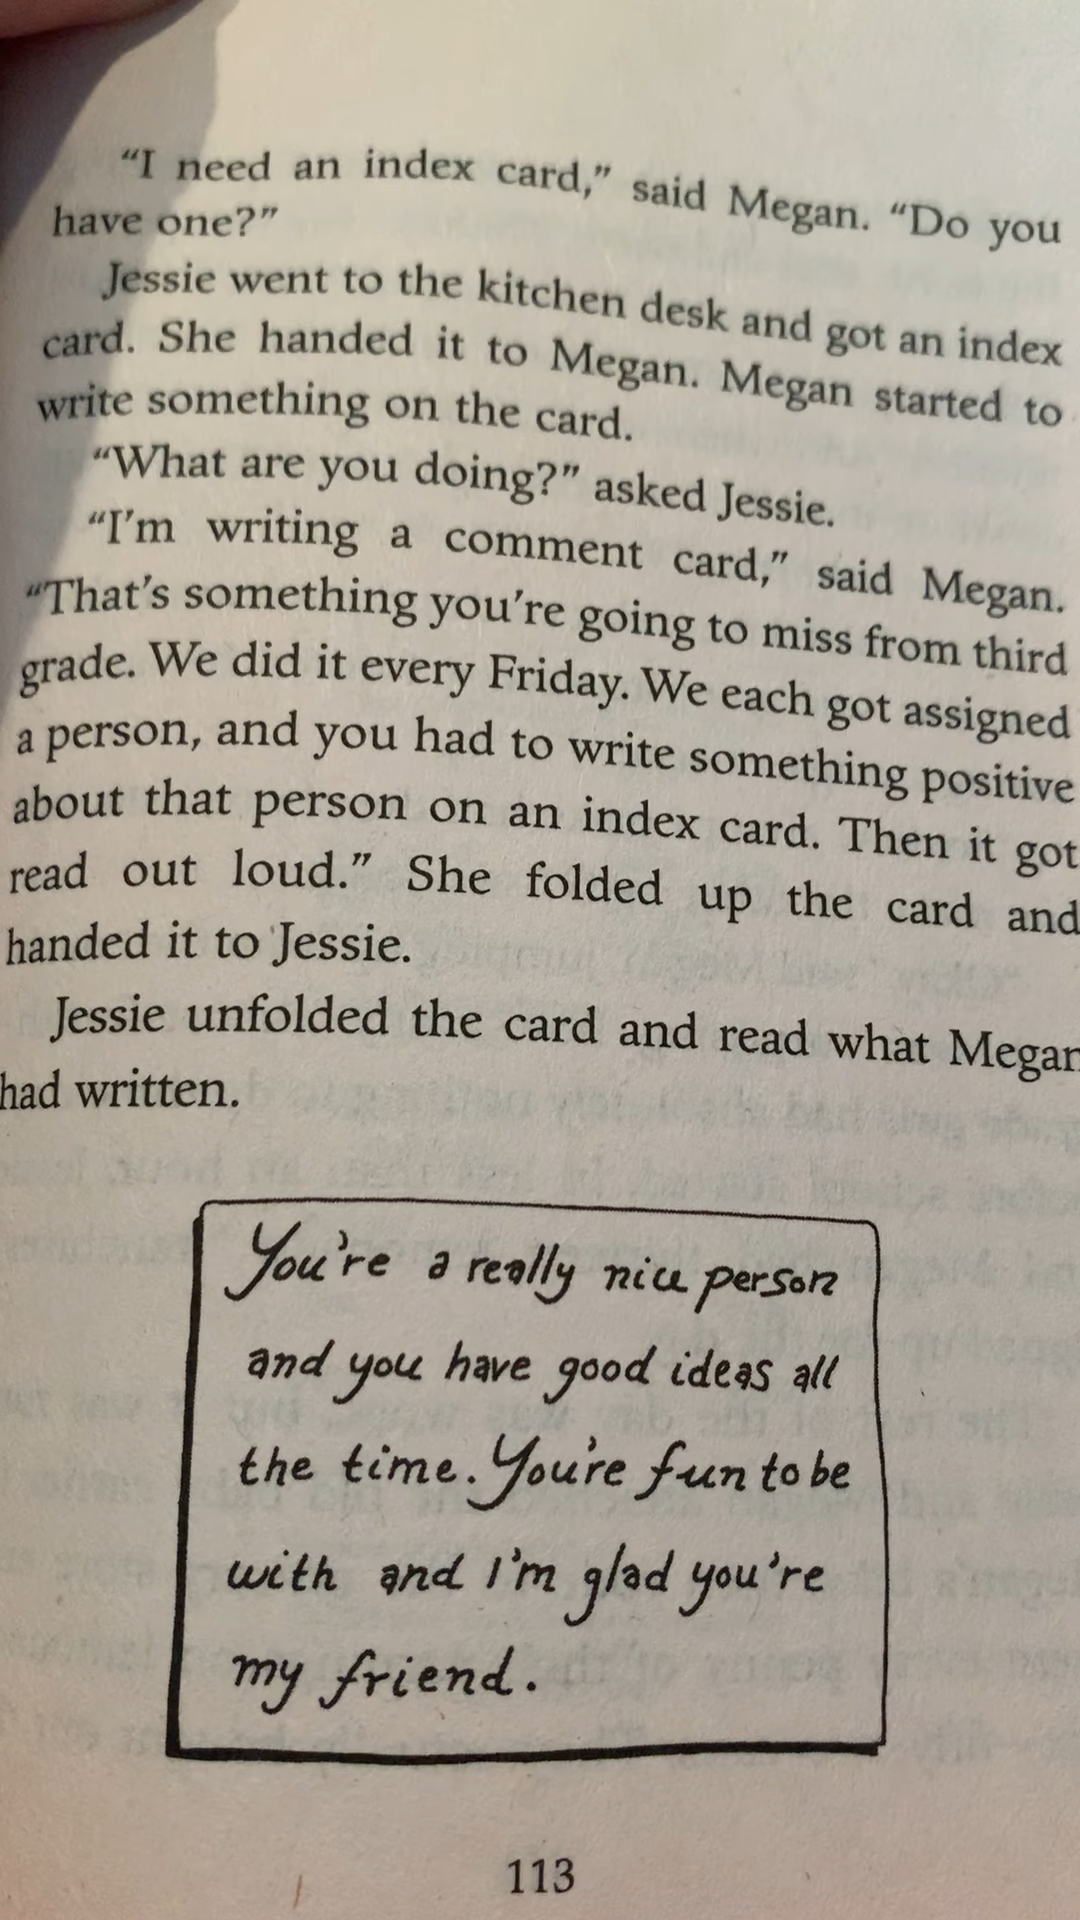 “I need an index card,” said Megan. “Do you
have one?”
Jessie went to the kitchen desk and got an index
card. She handed it to Megan. Megan started to
write something on the card.
“What are you doing?” asked Jessie.
“I’m writing a comment card,” said Megan.
“That’s something you’re going to miss from third
grade. We did it every Friday. We each got assigned
a person, and you had to write something positive
about that person on an index card. Then it got
read out loud.” She folded up the card and
handed it to Jessie.
Jessie unfolded the card and read what Megan
had written.
You're a really nice person
and you have good ideas all
the time. You're fun to be
with and I'm glad you're
my friend.
113